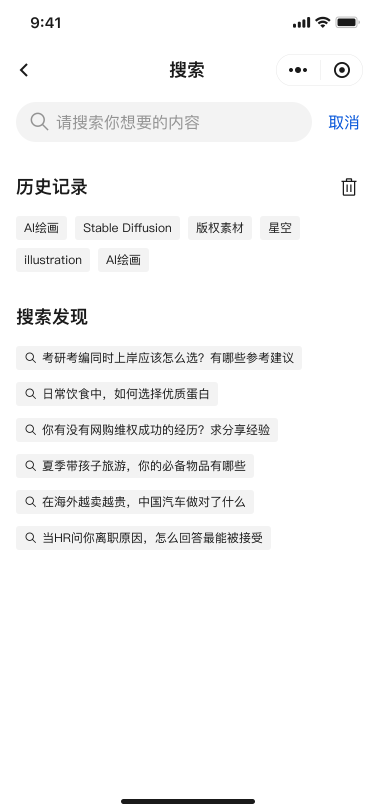 9:41
搜索
请搜索你想要的内容 取消
历史记录
AI绘画 Stable Diffusion 版权素材 星空
illustration AI绘画
搜索发现
考研考编同时上岸应该怎么选？有哪些参考建议
日常饮食中，如何选择优质蛋白
你有没有网购维权成功的经历？求分享经验
夏季带孩子旅游，你的必备物品有哪些
在海外越卖越贵，中国汽车做对了什么
当HR问你离职原因，怎么回答最能被接受